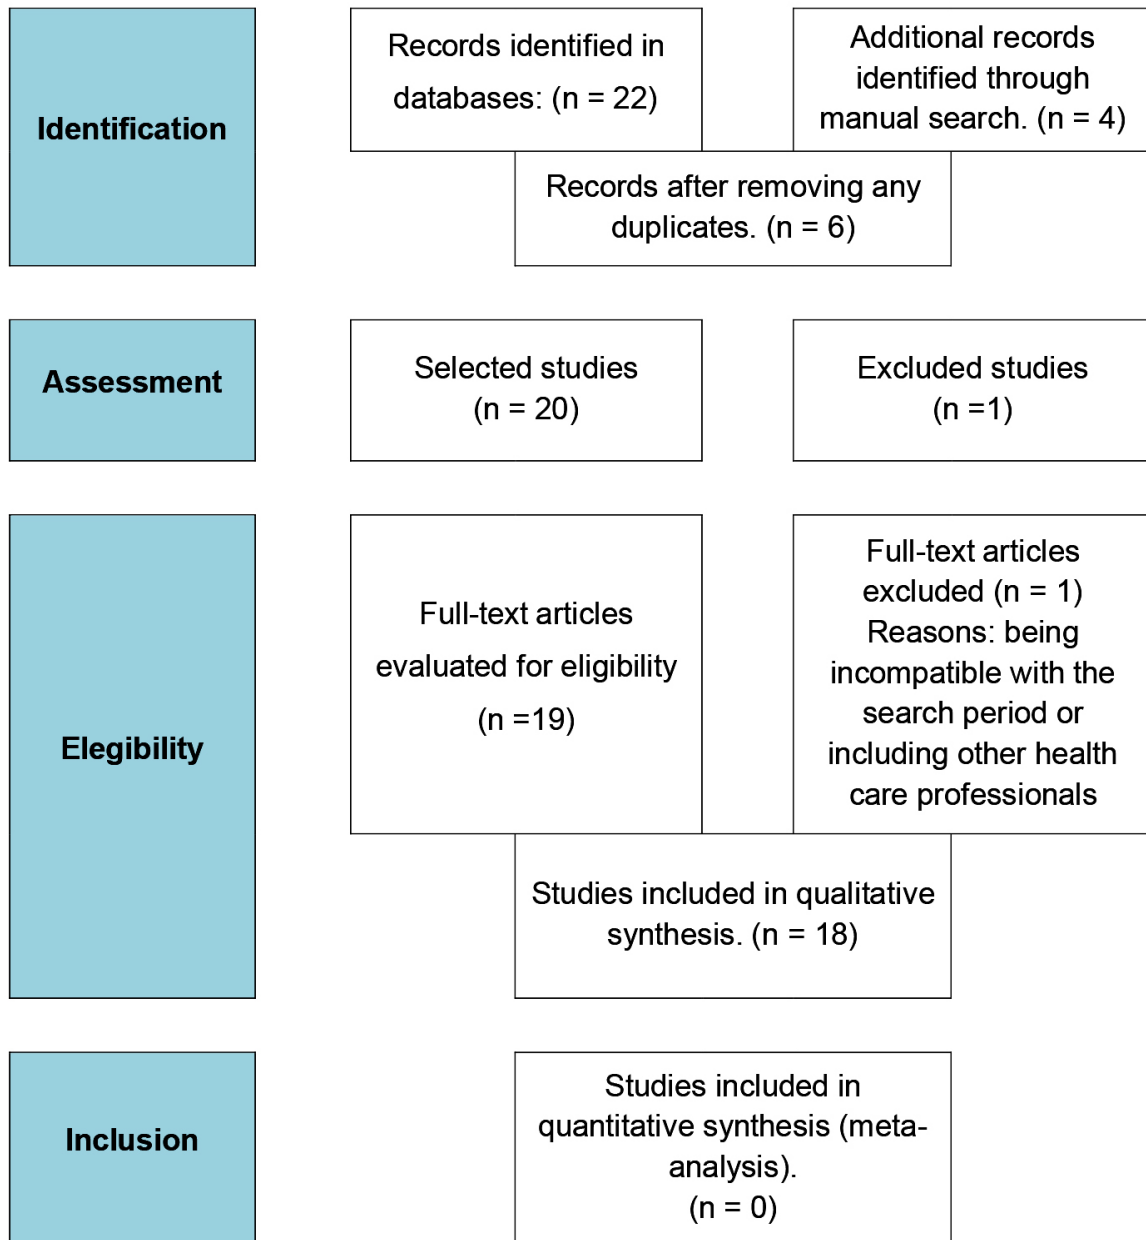 Identification
Records identified in
databases: (n = 22)
Additional records
identified through
manual search. (n = 4)
Records after removing any
duplicates. (n = 6)
Assessment
Selected studies
(n = 20)
Excluded studies
(n =1)
Elegibility
Full-text articles
evaluated for eligibility
(n =19)
Full-text articles
excluded (n = 1)
Reasons: being
incompatible with the
search period or
including other health
care professionals
Studies included in qualitative
synthesis. (n = 18)
Inclusion
Studies included in
quantitative synthesis (meta-
analysis).
(n = 0)